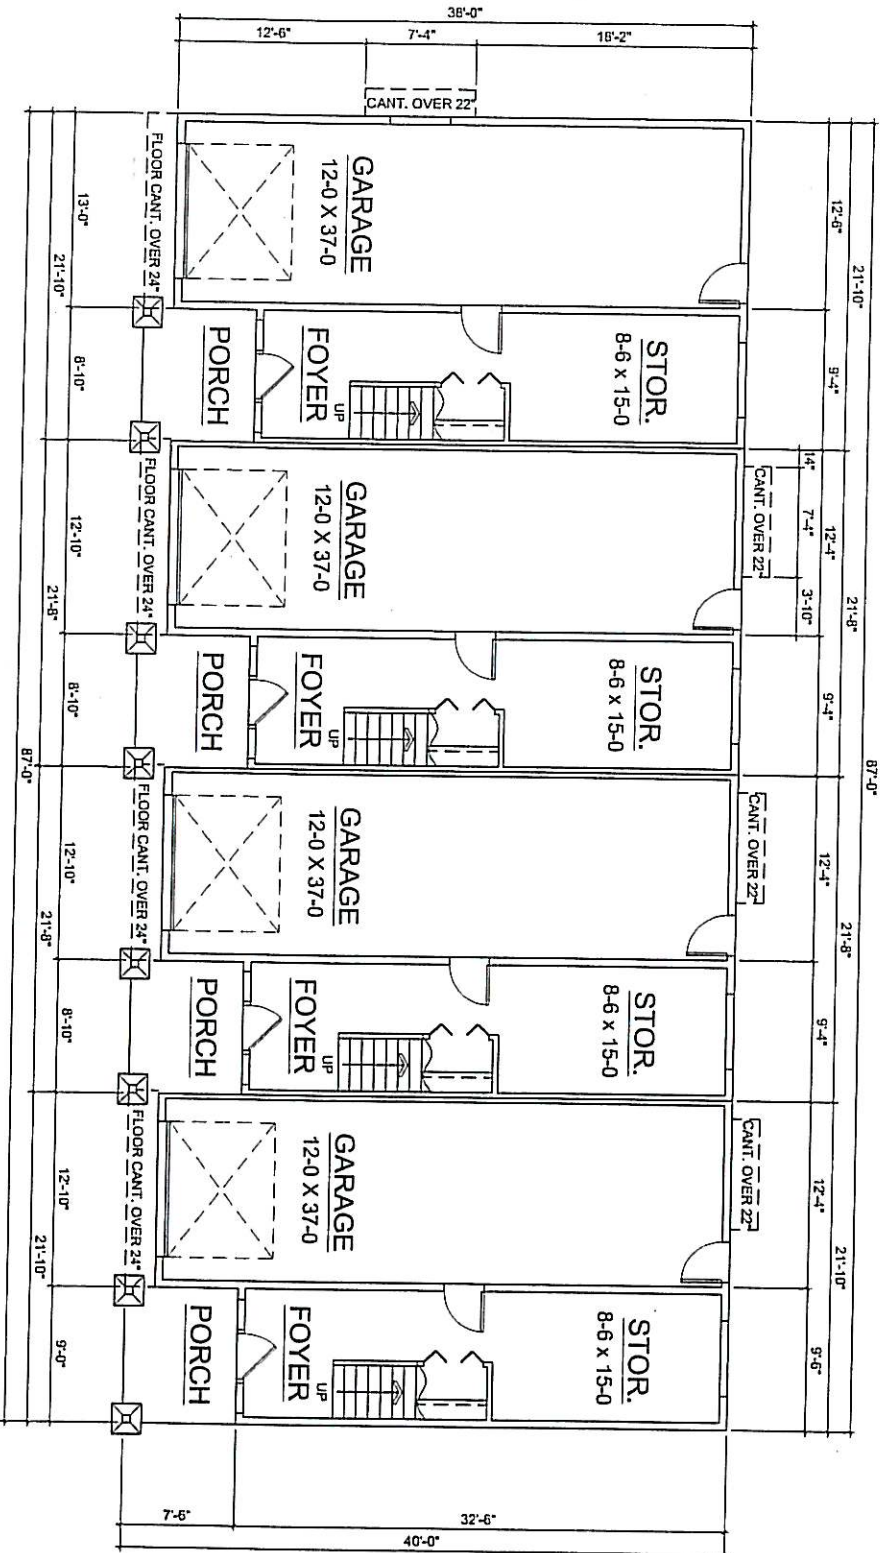 38'-0"
12'-6"
7'-4"
18'-2"
CANT. OVER 22"
87'-0"
21'-10"
21'-8"
21'-8"
21'-10"
12'-6"
9'-4"
12'-4"
9'-4"
12'-4"
9'-4"
12'-4"
9'-6"
14"
7'-4"
3'-10"
CANT. OVER 22"
CANT. OVER 22"
CANT. OVER 22"
GARAGE
12-0 X 37-0
STOR.
8-6 x 15-0
FOYER
UP
PORCH
GARAGE
12-0 X 37-0
STOR.
8-6 x 15-0
FOYER
UP
PORCH
GARAGE
12-0 X 37-0
STOR.
8-6 x 15-0
FOYER
UP
PORCH
GARAGE
12-0 X 37-0
STOR.
8-6 x 15-0
FOYER
UP
PORCH
FLOOR CANT. OVER 24"
FLOOR CANT. OVER 24"
FLOOR CANT. OVER 24"
FLOOR CANT. OVER 24"
13'-0"
8'-10"
12'-10"
8'-10"
12'-10"
8'-10"
12'-10"
9'-0"
21'-10"
21'-8"
21'-8"
21'-10"
87'-0"
7'-6"
32'-6"
40'-0"